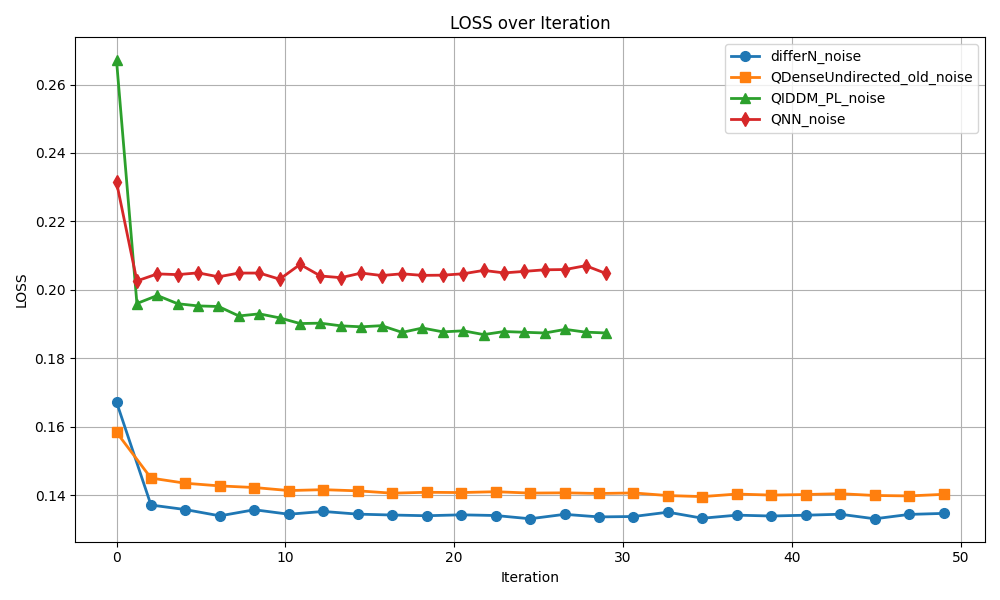 LOSS over Iteration
differN_noise
QDenseUndirected_old_noise
QIDDM_PL_noise
QNN_noise
0.26
0.24
0.22
0.20
0.18
0.16
0.14
LOSS
0 10 20 30 40 50
Iteration